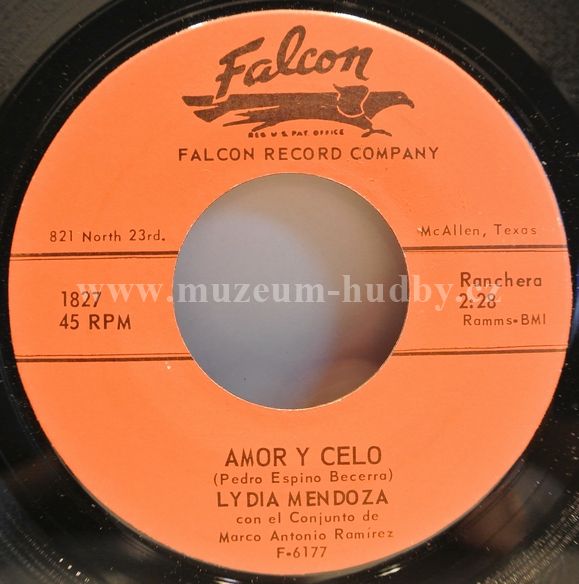 Falcon
REG. U.S. PAT. OFFICE
FALCON RECORD COMPANY
821 North 23rd.
McAllen, Texas
1827
45 RPM
Ranchera
2:28
Ramms-BMI
www.muzeum-hudby.cz
AMOR Y CELO
(Pedro Espino Becerra)
LYDIA MENDOZA
con el Conjunto de
Marco Antonio Ramírez
F-6177